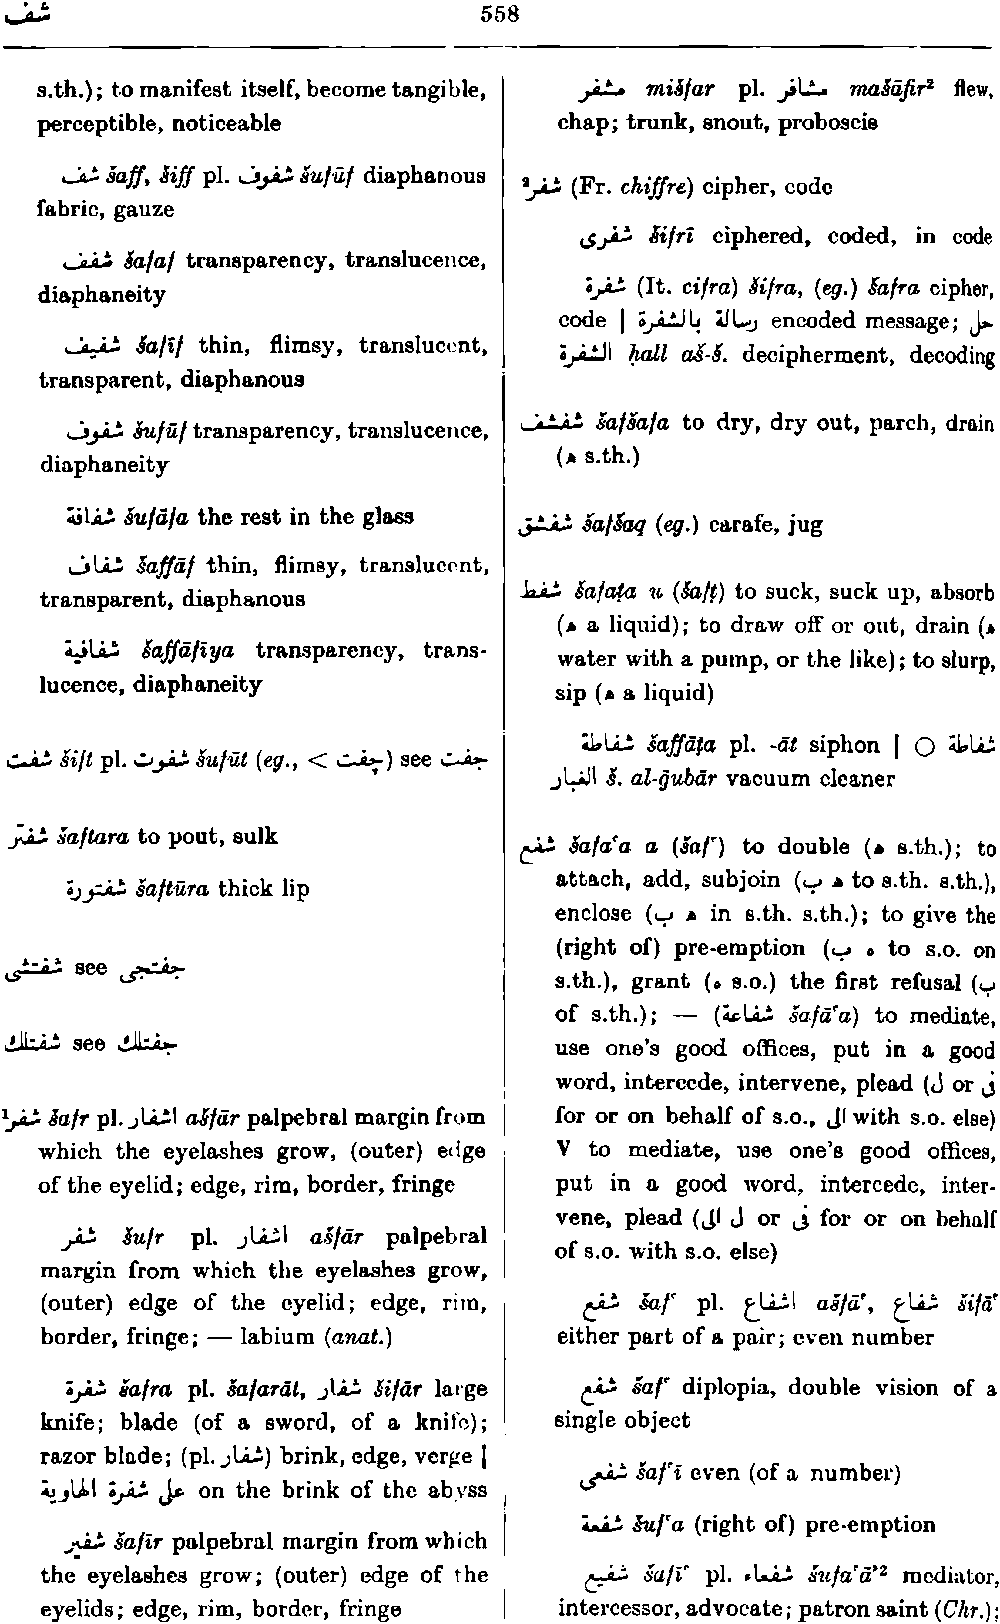 شف 558
s.th.); to manifest itself, become tangible,
perceptible, noticeable
شف šaff, šiff pl. شفوف šufūf diaphanous
fabric, gauze
شفف šafaf transparency, translucence,
diaphaneity
شفيف šafīf thin, flimsy, translucent,
transparent, diaphanous
شفوف šufūf transparency, translucence,
diaphaneity
شفافة šufāfa the rest in the glass
شفاف šaffāf thin, flimsy, translucent,
transparent, diaphanous
شفافية šaffāfīya transparency, trans-
lucence, diaphaneity
شفت šift pl. شفوت šufūt (eg., < چفت) see جفت
شفتر šaftara to pout, sulk
شفتورة šaftūra thick lip
شفتشى see جفتجى
شفتلك see جفتلك
¹شفر šafr pl. اشفار ašfār palpebral margin from
which the eyelashes grow, (outer) edge
of the eyelid; edge, rim, border, fringe
شفر šufr pl. اشفار ašfār palpebral
margin from which the eyelashes grow,
(outer) edge of the eyelid; edge, rim,
border, fringe; — labium (anat.)
شفرة šafra pl. šafarāt, شفار šifār large
knife; blade (of a sword, of a knife);
razor blade; (pl. شفار) brink, edge, verge |
على شفرة الهاوية on the brink of the abyss
شفير šafīr palpebral margin from which
the eyelashes grow; (outer) edge of the
eyelids; edge, rim, border, fringe
مشفر mišfar pl. مشافر mašāfir² flew,
chap; trunk, snout, proboscis
²شفر (Fr. chiffre) cipher, code
شفرى šifrī ciphered, coded, in code
شفرة (It. cifra) šifra, (eg.) šafra cipher,
code | رسالة بالشفرة encoded message; حل
الشفرة ḥall aš-š. decipherment, decoding
شفشف šafšafa to dry, dry out, parch, drain
(ه s.th.)
شفشق šafšaq (eg.) carafe, jug
شفط šafaṭa u (šafṭ) to suck, suck up, absorb
(ه a liquid); to draw off or out, drain (ه
water with a pump, or the like); to slurp,
sip (ه a liquid)
شفاطة šaffāṭa pl. -āt siphon | ○ شفاطة
الغبار š. al-ḡubār vacuum cleaner
شفع šafaʿa a (šafʿ) to double (ه s.th.); to
attach, add, subjoin (ب ه to s.th. s.th.),
enclose (ب ه in s.th. s.th.); to give the
(right of) pre-emption (ب ه to s.o. on
s.th.), grant (ه s.o.) the first refusal (ب
of s.th.); — (شفاعة šafāʿa) to mediate,
use one's good offices, put in a good
word, intercede, intervene, plead (ل or فى
for or on behalf of s.o., الى with s.o. else)
V to mediate, use one's good offices,
put in a good word, intercede, inter-
vene, plead (ل الى or فى for or on behalf
of s.o. with s.o. else)
شفع šafʿ pl. اشفاع ašfāʿ, شفاع šifāʿ
either part of a pair; even number
شفع šafʿ diplopia, double vision of a
single object
شفعى šafʿī even (of a number)
شفعة šufʿa (right of) pre-emption
شفيع šafīʿ pl. شفعاء šufaʿāʾ² mediator,
intercessor, advocate; patron saint (Chr.);